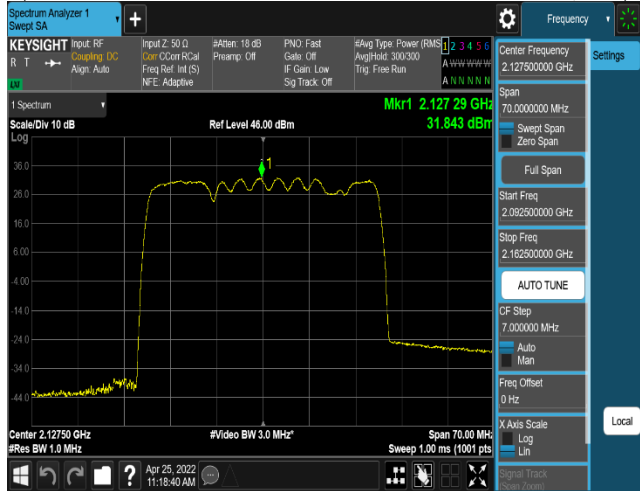 Spectrum Analyzer 1
Swept SA
Frequency
KEYSIGHT
R T
LXI
Input: RF
Coupling: DC
Align: Auto
Input Z: 50 Ω
Corr CCorr RCal
Freq Ref: Int (S)
NFE: Adaptive
#Atten: 18 dB
Preamp: Off
PNO: Fast
Gate: Off
IF Gain: Low
Sig Track: Off
#Avg Type: Power (RMS)
Avg|Hold: 300/300
Trig: Free Run
1 2 3 4 5 6
A W W W W W
A N N N N N
1 Spectrum
Scale/Div 10 dB
Log
Ref Level 46.00 dBm
Mkr1 2.127 29 GHz
31.843 dBm
1
36.0
26.0
16.0
6.00
-4.00
-14.0
-24.0
-34.0
-44.0
Center 2.12750 GHz
#Res BW 1.0 MHz
#Video BW 3.0 MHz*
Span 70.00 MHz
Sweep 1.00 ms (1001 pts)
?
Apr 25, 2022
11:18:40 AM
Settings
Center Frequency
2.127500000 GHz
Span
70.0000000 MHz
Swept Span
Zero Span
Full Span
Start Freq
2.092500000 GHz
Stop Freq
2.162500000 GHz
AUTO TUNE
CF Step
7.000000 MHz
Auto
Man
Freq Offset
0 Hz
X Axis Scale
Log
Lin
Signal Track
(Span Zoom)
Local